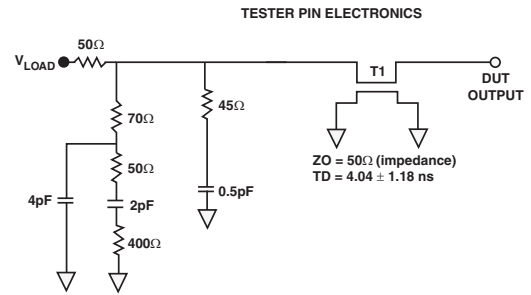 TESTER PIN ELECTRONICS
50Ω
VLOAD
T1
DUT
OUTPUT
70Ω
45Ω
50Ω
ZO = 50Ω (impedance)
TD = 4.04 ± 1.18 ns
4pF
2pF
0.5pF
400Ω